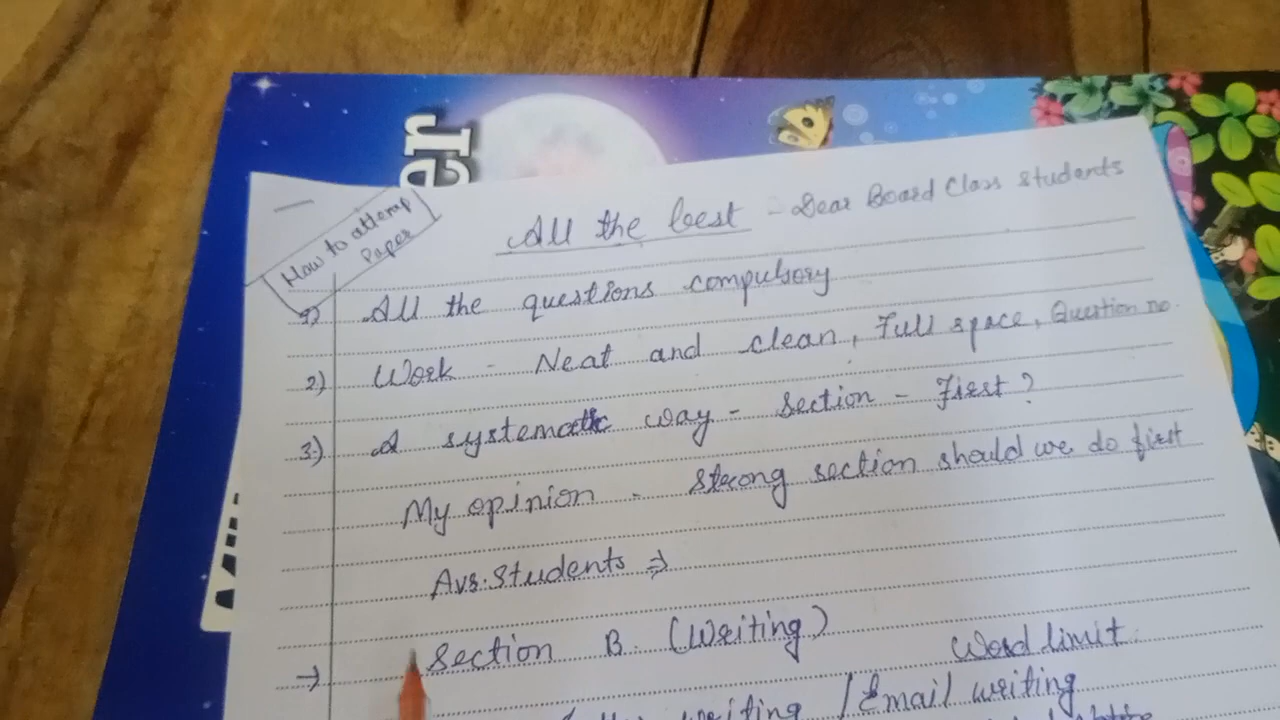 er
How to attemp
Paper
All the best - Dear Board Class students
1) All the questions compulsory
2) Work - Neat and clean, Full space, Question no.
3.) A systematic way - Section - First?
My opinion - Strong section should we do first
Avg. Students ⇒
→ Section B. (Writing)
Word limit.
writing / Email writing